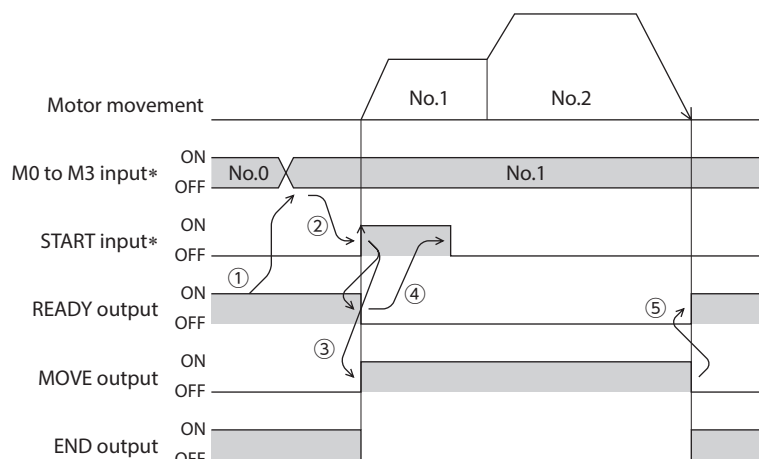 No.1 No.2
Motor movement
ON
M0 to M3 input* No.0 No.1
OFF
ON ②
START input*
OFF
① ④
ON
READY output ⑤
OFF
③
ON
MOVE output
OFF
ON
END output
OFF